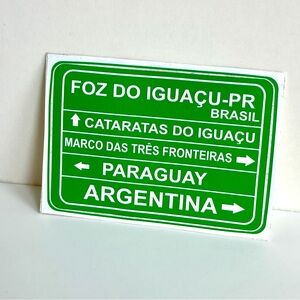 FOZ DO IGUAÇU-PR
BRASIL
↑ CATARATAS DO IGUAÇU
MARCO DAS TRÊS FRONTEIRAS →
← PARAGUAY
ARGENTINA →